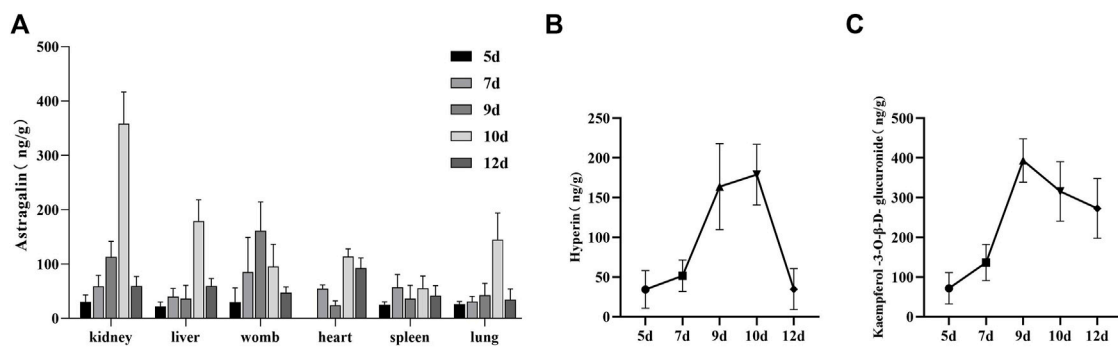 A
Astragalin( ng/g)
500
400
300
200
100
0
5d
7d
9d
10d
12d
kidney
liver
womb
heart
spleen
lung
B
Hyperin( ng/g)
250
200
150
100
50
0
5d
7d
9d
10d
12d
C
Kaempferol -3-O-β-D- glucuronide( ng/g)
500
400
300
200
100
0
5d
7d
9d
10d
12d